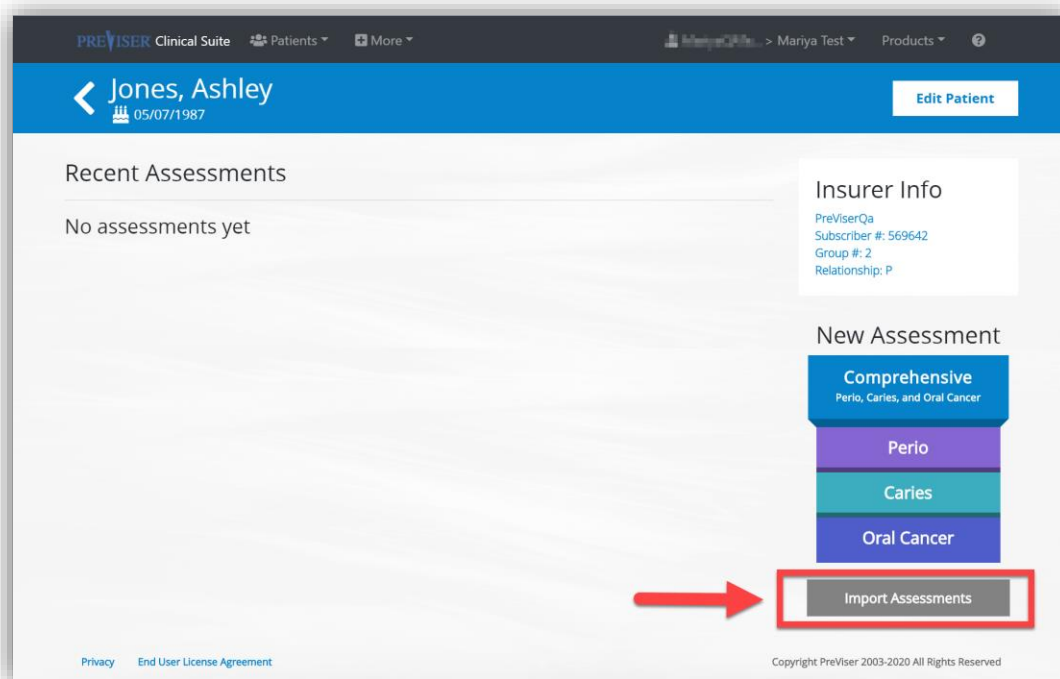 PREVISER Clinical Suite Patients More > Mariya Test Products ?
Jones, Ashley
05/07/1987
Edit Patient
Recent Assessments
No assessments yet
Insurer Info
PreViserQa
Subscriber #: 569642
Group #: 2
Relationship: P
New Assessment
Comprehensive
Perio, Caries, and Oral Cancer
Perio
Caries
Oral Cancer
Import Assessments
Privacy End User License Agreement Copyright PreViser 2003-2020 All Rights Reserved